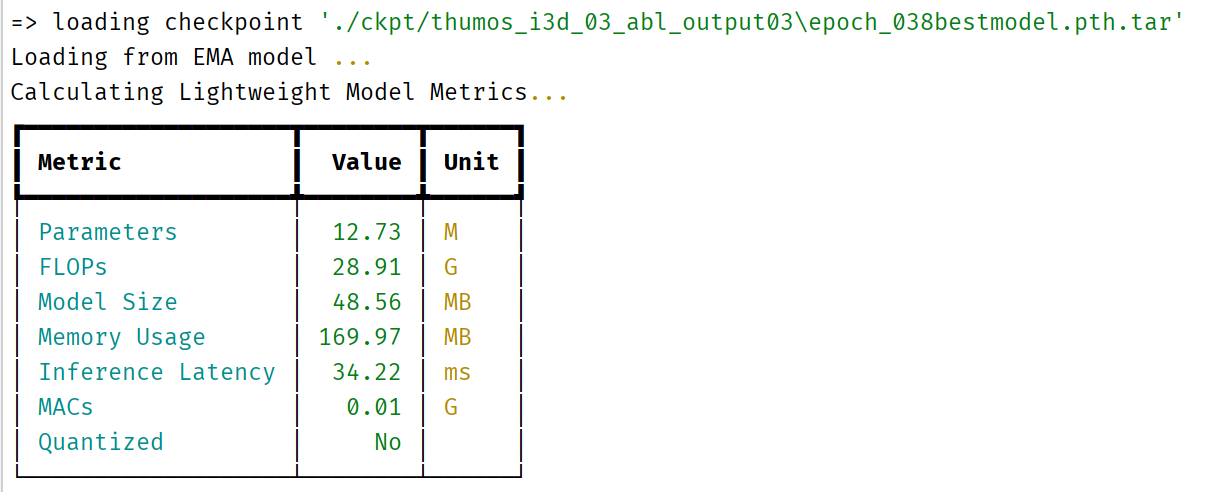 => loading checkpoint './ckpt/thumos_i3d_03_abl_output03\epoch_038bestmodel.pth.tar'
Loading from EMA model ...
Calculating Lightweight Model Metrics...
Metric Value Unit
Parameters 12.73 M
FLOPs 28.91 G
Model Size 48.56 MB
Memory Usage 169.97 MB
Inference Latency 34.22 ms
MACs 0.01 G
Quantized No